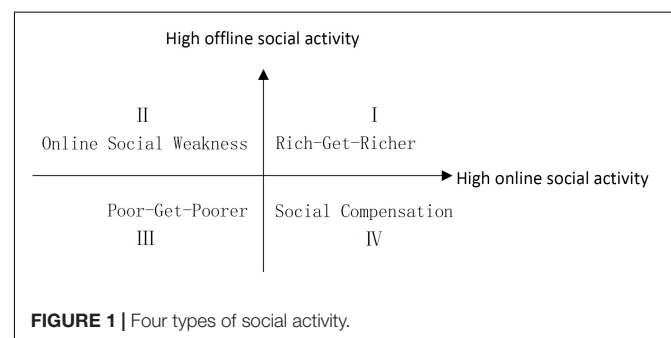 High offline social activity
II I
Online Social Weakness Rich-Get-Richer
High online social activity
Poor-Get-Poorer Social Compensation
III IV
FIGURE 1 | Four types of social activity.